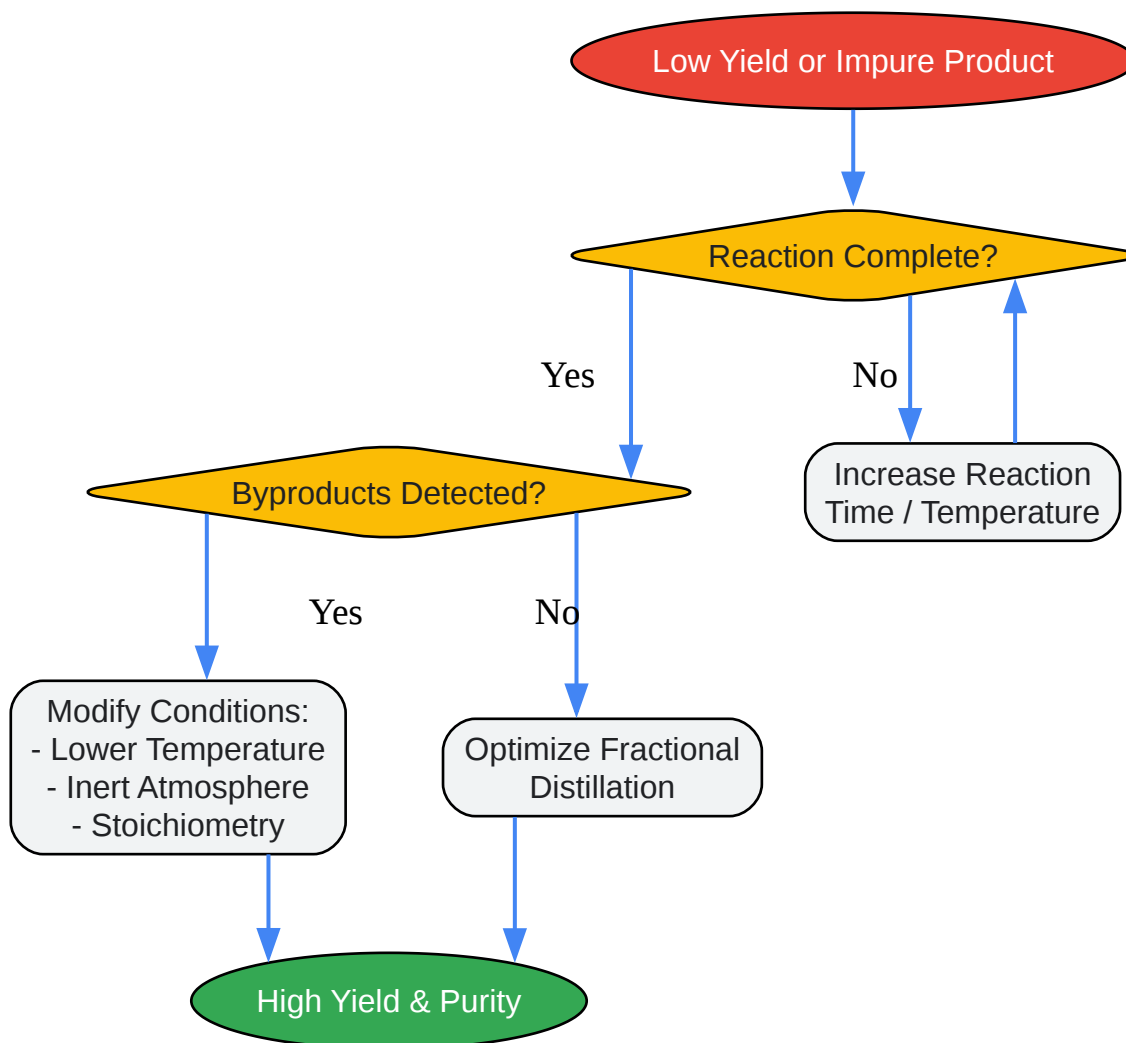 Low Yield or Impure Product
Reaction Complete?
Yes
No
Byproducts Detected?
Increase Reaction
Time / Temperature
Yes
No
Modify Conditions:
- Lower Temperature
- Inert Atmosphere
- Stoichiometry
Optimize Fractional
Distillation
High Yield & Purity